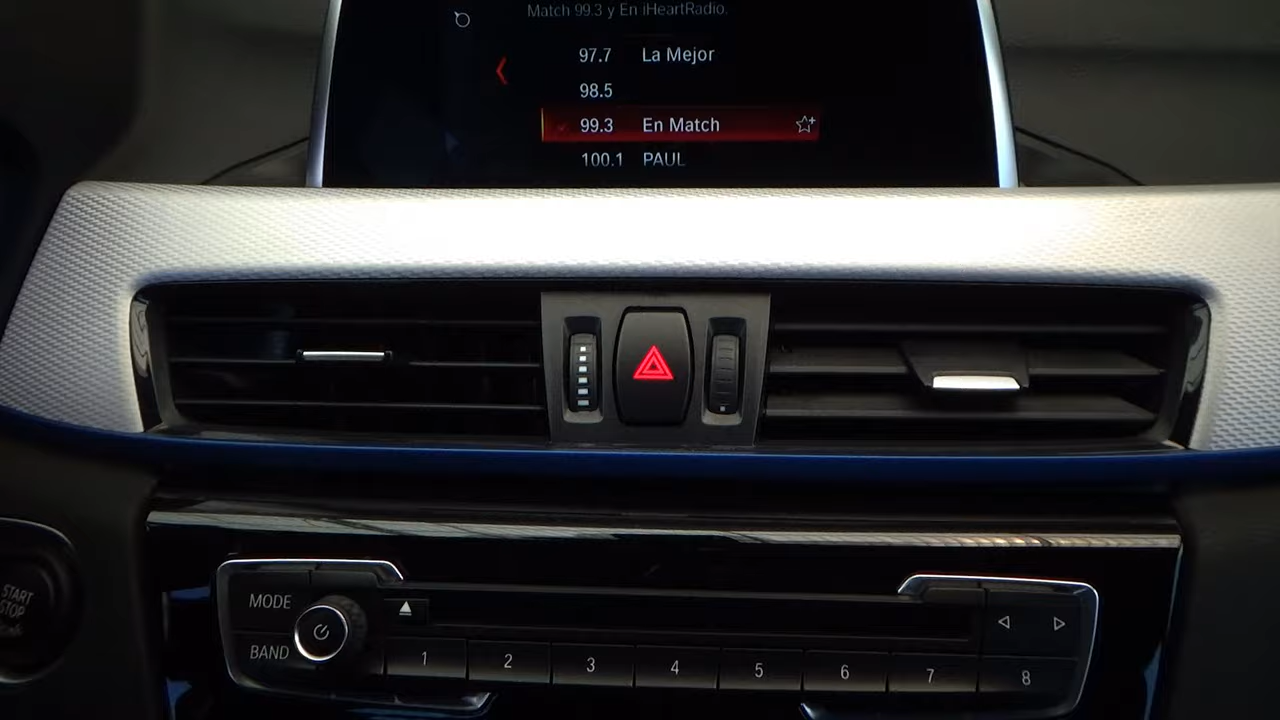 Match 99.3 y En iHeartRadio.
97.7 La Mejor
98.5
99.3 En Match
100.1 PAUL
START
STOP
MODE
BAND
1 2 3 4 5 6 7 8